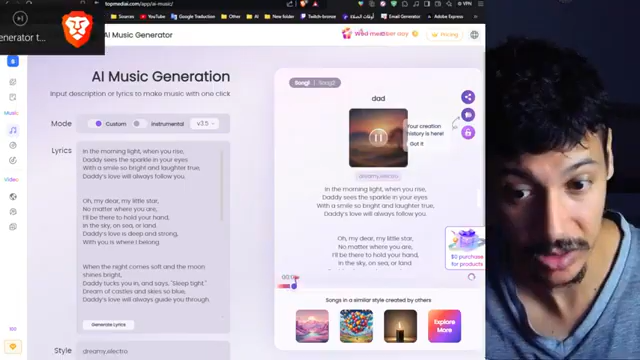 topmediai.com/app/ai-music/
VPN
YouTube
Google Traduction
Other
New folder
Twitch-bronze
أوقات الصلاة
Email Generator
Download
enerator t...
AI Music Generator
Pricing
AI Music Generation
Input description or lyrics to make music with one click
Music
Video
Mode
Custom
Instrumental
v3.5
Lyrics
In the morning light, when you rise,
Daddy sees the sparkle in your eyes
With a smile so bright and laughter true,
Daddy's love will always follow you.
Oh, my dear, my little star,
No matter where you are,
I'll be there to hold your hand,
In the sky, on sea, or land
Daddy's love is deep and strong,
With you is where I belong.
When the night comes soft and the moon
shines bright,
Daddy tucks you in, and says, "Sleep tight."
Dream of castles and skies so blue,
Daddy's love will always guide you through
Generate Lyrics
Style
dreamy.electro
Song1 | Song2
dad
Your creation
history is here!
Got it
dreamy.electro
In the morning light, when you rise,
Daddy sees the sparkle in your eyes
With a smile so bright and laughter true,
Daddy's love will always follow you.
Oh, my dear, my little star,
No matter where you are,
I'll be there to hold your hand,
In the sky, on sea, or land
$0 purchase
for products
Songs in a similar style created by others
Explore
More